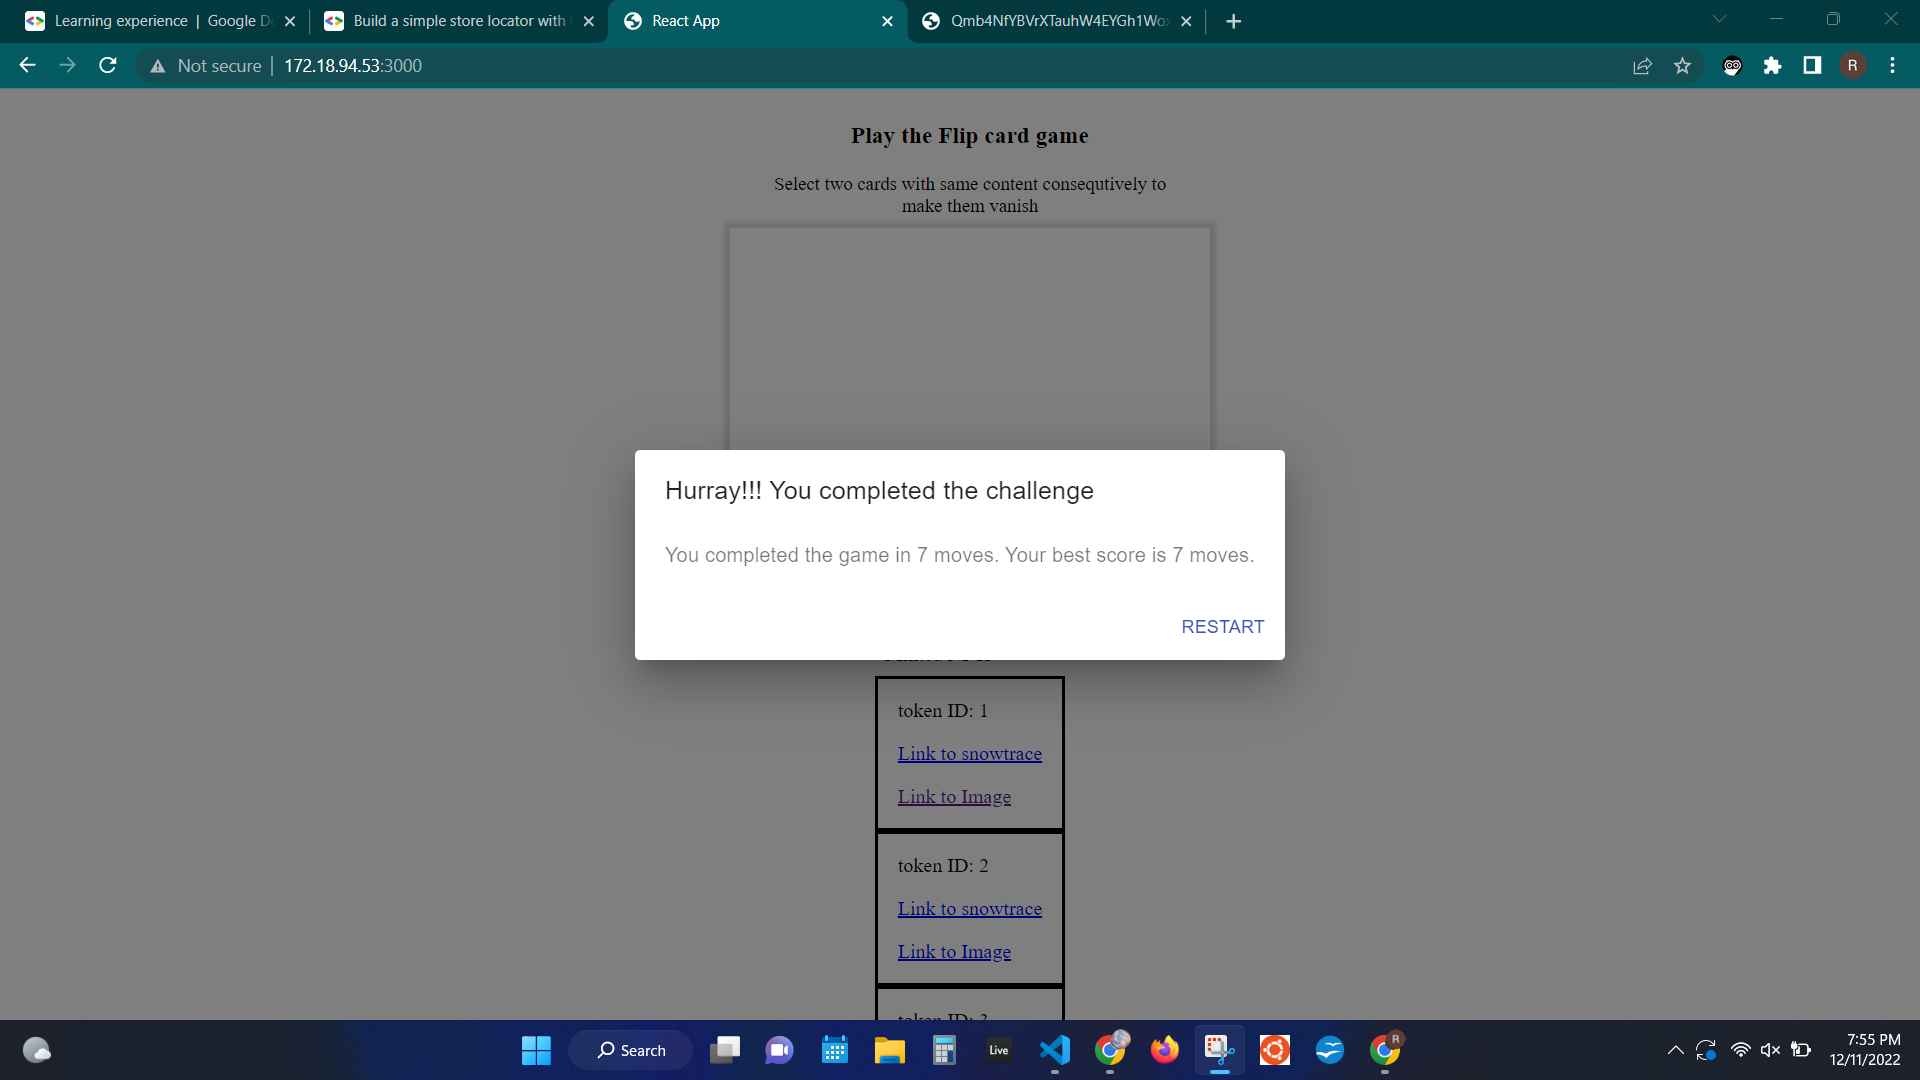 Learning experience | Google D
Build a simple store locator with
React App
Qmb4NfYBVrXTauhW4EYGh1Wo
Not secure
172.18.94.53:3000
R
Play the Flip card game
Select two cards with same content consequtively to
make them vanish
Hurray!!! You completed the challenge
You completed the game in 7 moves. Your best score is 7 moves.
RESTART
token ID: 1
Link to snowtrace
Link to Image
token ID: 2
Link to snowtrace
Link to Image
token ID: 3
Search
Live
R
7:55 PM
12/11/2022